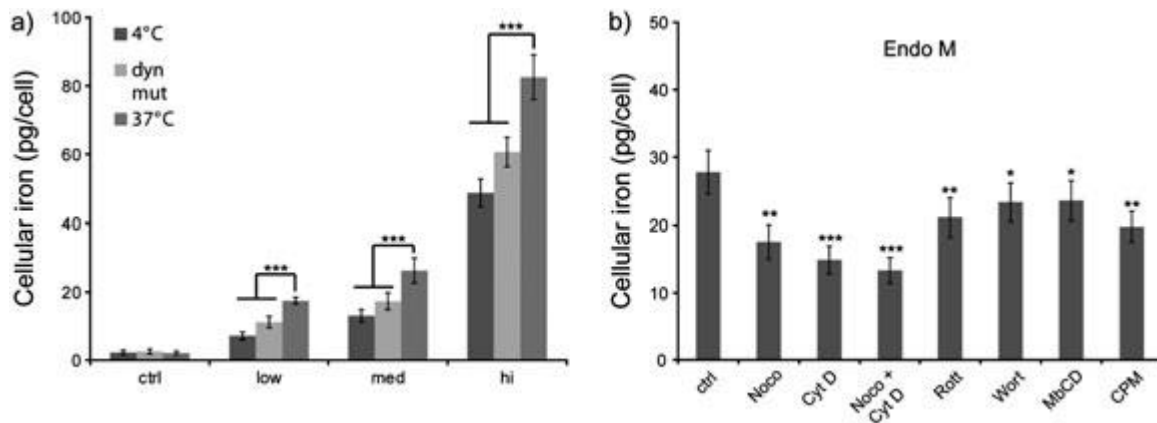 a)
Cellular iron (pg/cell)
100
80
60
40
20
0
4°C
dyn
mut
37°C
***
***
***
ctrl
low
med
hi
b)
Cellular iron (pg/cell)
50
40
30
20
10
0
Endo M
**
***
***
**
*
*
**
ctrl
Noco
Cyt D
Noco +
Cyt D
Rott
Wort
MbCD
CPM